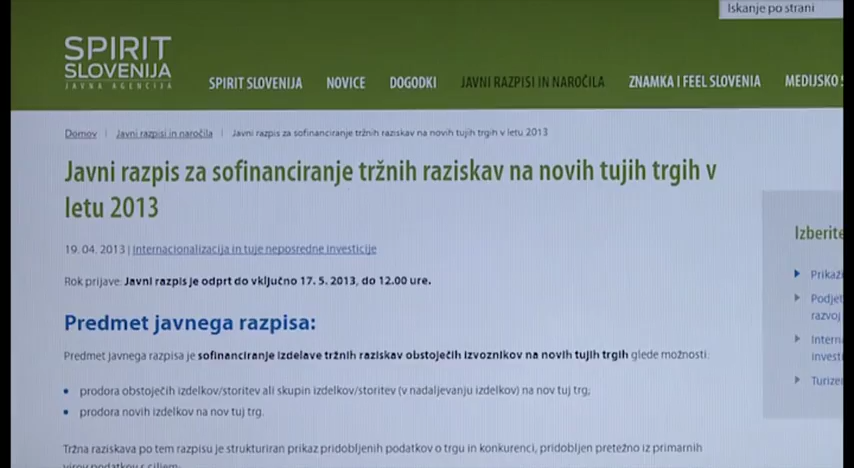 Iskanje po strani
SPIRIT
SLOVENIJA
JAVNA AGENCIJA
SPIRIT SLOVENIJA NOVICE DOGODKI JAVNI RAZPISI IN NAROČILA ZNAMKA I FEEL SLOVENIA MEDIJSKO
Domov | Javni razpisi in naročila | Javni razpis za sofinanciranje tržnih raziskav na novih tujih trgih v letu 2013
Javni razpis za sofinanciranje tržnih raziskav na novih tujih trgih v
letu 2013
19. 04. 2013 | Internacionalizacija in tuje neposredne investicije
Rok prijave: Javni razpis je odprt do vključno 17. 5. 2013, do 12.00 ure.
Predmet javnega razpisa:
Predmet javnega razpisa je sofinanciranje izdelave tržnih raziskav obstoječih izvoznikov na novih tujih trgih glede možnosti:
prodora obstoječih izdelkov/storitev ali skupin izdelkov/storitev (v nadaljevanju izdelkov) na nov tuj trg;
prodora novih izdelkov na nov tuj trg.
Tržna raziskava po tem razpisu je strukturiran prikaz pridobljenih podatkov o trgu in konkurenci, pridobljen pretežno iz primarnih
virov podatkov s ciljem
Izberite
Prikaži
Podjet
razvoj
Intern
investi
Turizem